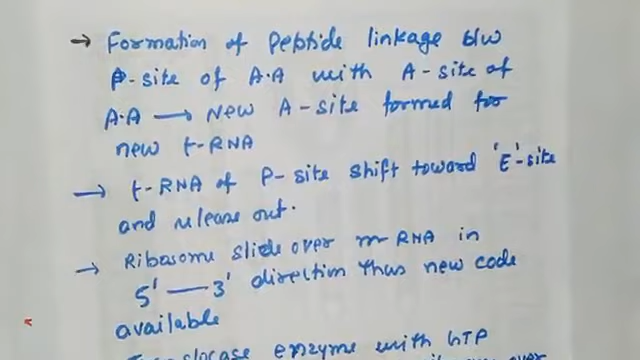 → Formation of Peptide linkage b/w
P-site of A.A with A-site of
A.A → New A-site formed for
new t-RNA
→ t-RNA of P-site shift toward 'E'-site
and release out.
→ Ribosome slide over m-RNA in
5' — 3' direction thus new code
available
enzyme with GTP
over